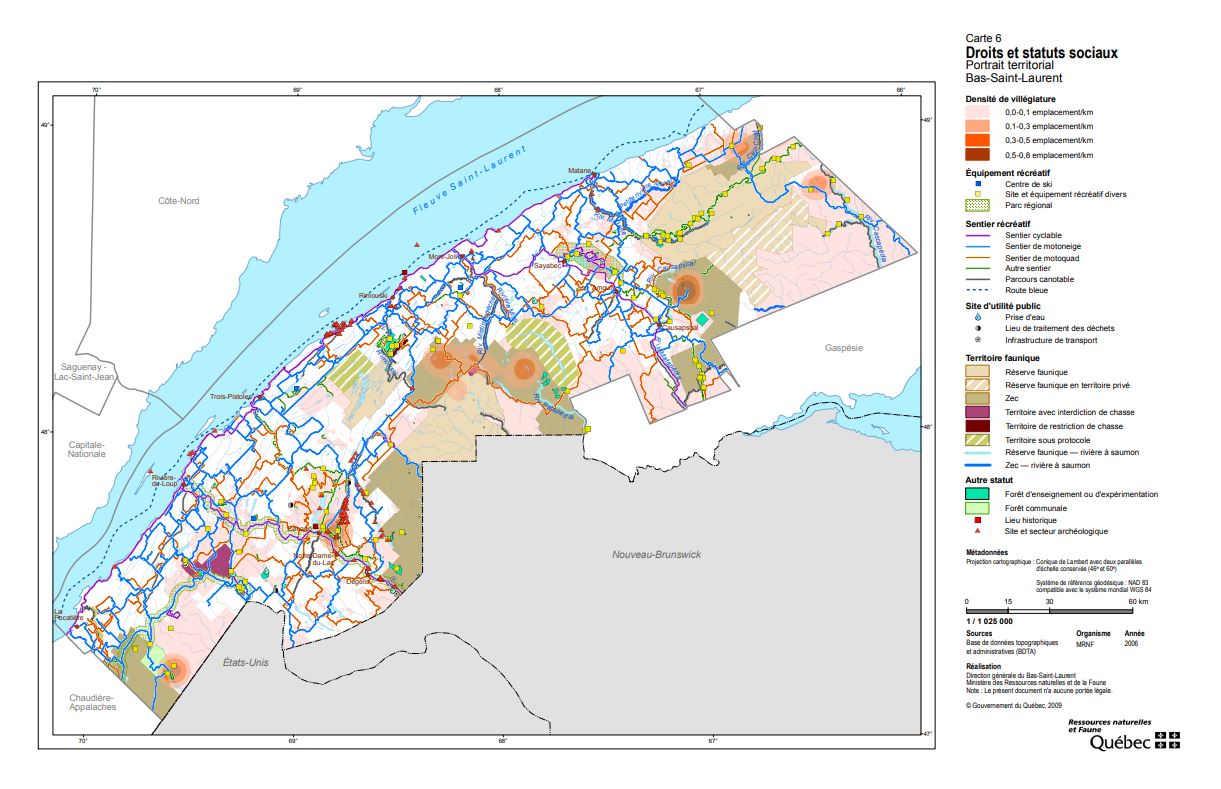 Carte 6
Droits et statuts sociaux
Portrait territorial
Bas-Saint-Laurent
Densité de villégiature
0,0-0,1 emplacement/km
0,1-0,3 emplacement/km
0,3-0,5 emplacement/km
0,5-0,8 emplacement/km
Équipement récréatif
Centre de ski
Site et équipement récréatif divers
Parc régional
Sentier récréatif
Sentier cyclable
Sentier de motoneige
Sentier de motoquad
Autre sentier
Parcours canotable
Route bleue
Site d'utilité public
Prise d'eau
Lieu de traitement des déchets
Infrastructure de transport
Territoire faunique
Réserve faunique
Réserve faunique en territoire privé
Zec
Territoire avec interdiction de chasse
Territoire de restriction de chasse
Territoire sous protocole
Réserve faunique — rivière à saumon
Zec — rivière à saumon
Autre statut
Forêt d'enseignement ou d'expérimentation
Forêt communale
Lieu historique
Site et secteur archéologique
Métadonnées
Projection cartographique : Conique de Lambert avec deux parallèles
d'échelle conservée (46e et 60e)
Système de référence géodésique : NAD 83
compatible avec le système mondial WGS 84
0 15 30 60 km
1 / 1 025 000
Sources Organisme Année
Base de données topographiques MRNF 2006
et administratives (BDTA)
Réalisation
Direction générale du Bas-Saint-Laurent
Ministère des Ressources naturelles et de la Faune
Note : Le présent document n'a aucune portée légale.
© Gouvernement du Québec, 2009
Ressources naturelles
et Faune
Québec
70° 69° 68° 67° 66°
49° 49°
Côte-Nord
Fleuve Saint-Laurent
Matane
Mont-Joli
Sayabec
Rimouski
Causapscal
Gaspésie
Saguenay -
Lac-Saint-Jean
Trois-Pistoles
48° 48°
Capitale-
Nationale
Rivière-
du-Loup
Notre-Dame-
du-Lac
Dégelis
Nouveau-Brunswick
La
Pocatière
États-Unis
Chaudière-
Appalaches
47°
70° 69° 68° 67°